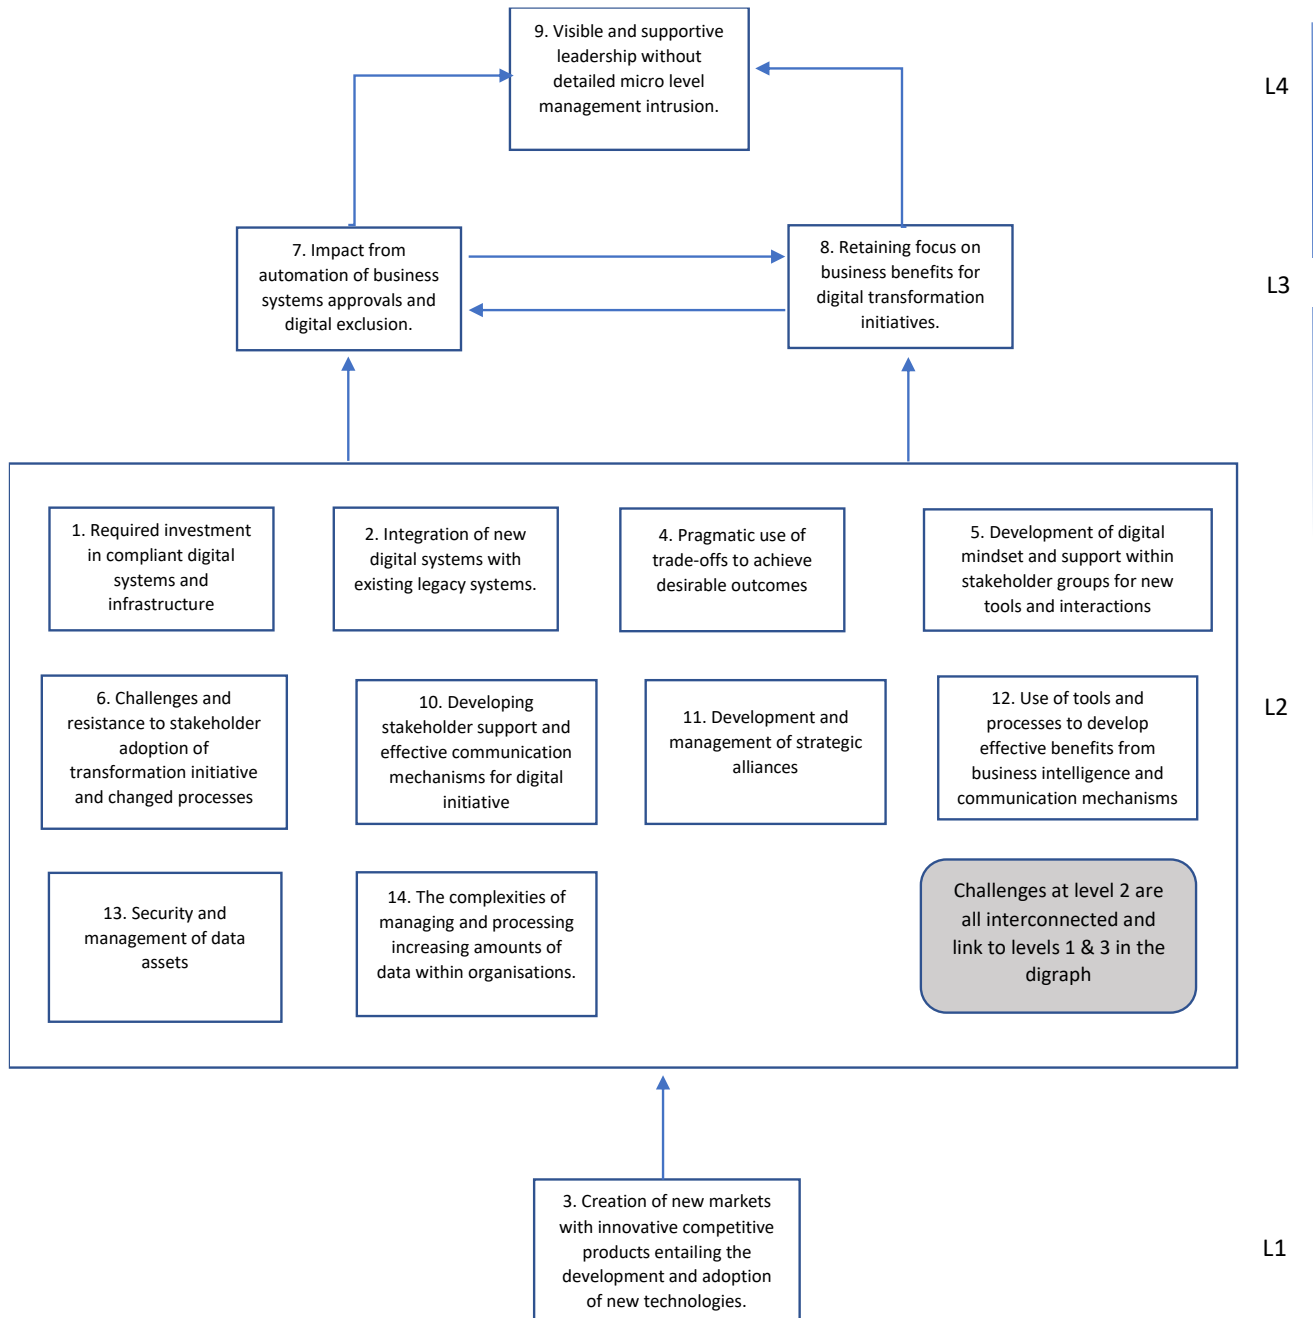 9. Visible and supportive
leadership without
detailed micro level
management intrusion.
L4
7. Impact from
automation of business
systems approvals and
digital exclusion.
8. Retaining focus on
business benefits for
digital transformation
initiatives.
L3
1. Required investment
in compliant digital
systems and
infrastructure
2. Integration of new
digital systems with
existing legacy systems.
4. Pragmatic use of
trade-offs to achieve
desirable outcomes
5. Development of digital
mindset and support within
stakeholder groups for new
tools and interactions
6. Challenges and
resistance to stakeholder
adoption of
transformation initiative
and changed processes
10. Developing
stakeholder support and
effective communication
mechanisms for digital
initiative
11. Development and
management of strategic
alliances
12. Use of tools and
processes to develop
effective benefits from
business intelligence and
communication mechanisms
L2
13. Security and
management of data
assets
14. The complexities of
managing and processing
increasing amounts of
data within organisations.
Challenges at level 2 are
all interconnected and
link to levels 1 & 3 in the
digraph
3. Creation of new markets
with innovative competitive
products entailing the
development and adoption
of new technologies.
L1